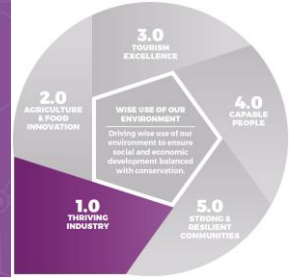 3.0
TOURISM
EXCELLENCE
2.0
AGRICULTURE
& FOOD
INNOVATION
WISE USE OF OUR
ENVIRONMENT
Driving wise use of our
environment to ensure
social and economic
development balanced
with conservation.
4.0
CAPABLE
PEOPLE
1.0
THRIVING
INDUSTRY
5.0
STRONG &
RESILIENT
COMMUNITIES